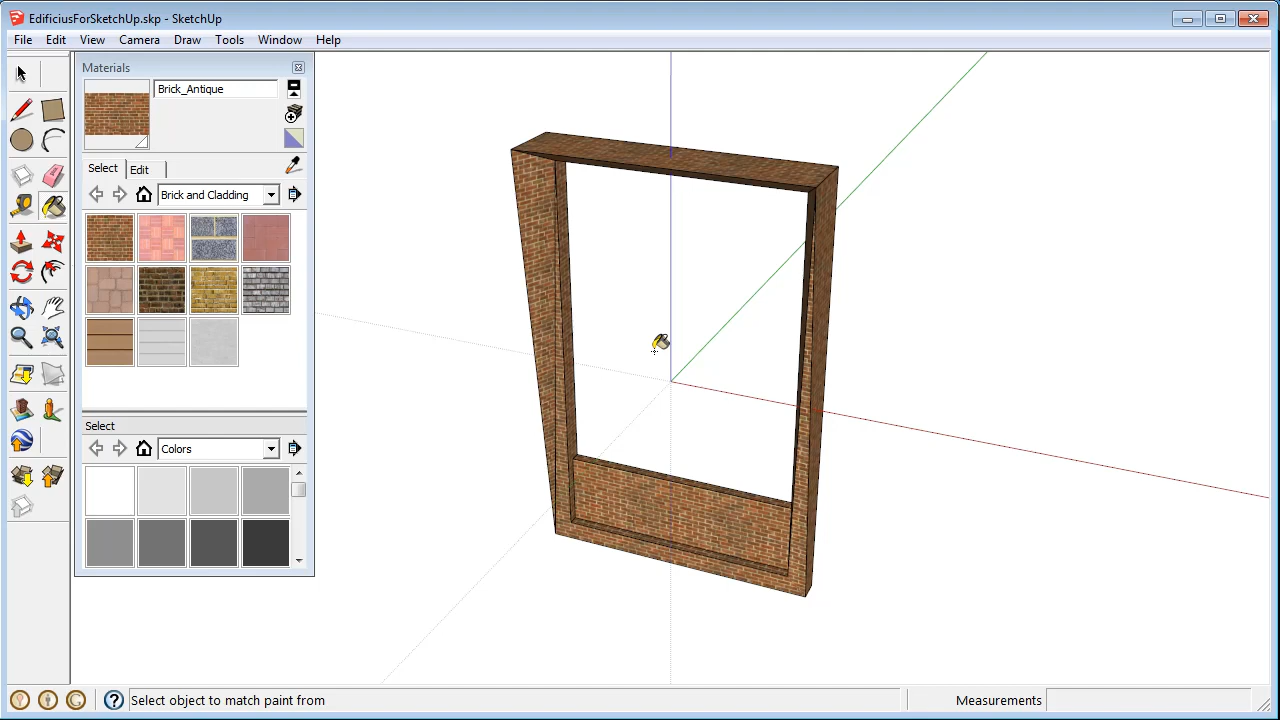 EdificiusForSketchUp.skp - SketchUp
File Edit View Camera Draw Tools Window Help
Materials
Brick_Antique
Select Edit
Brick and Cladding
Select
Colors
Select object to match paint from
Measurements